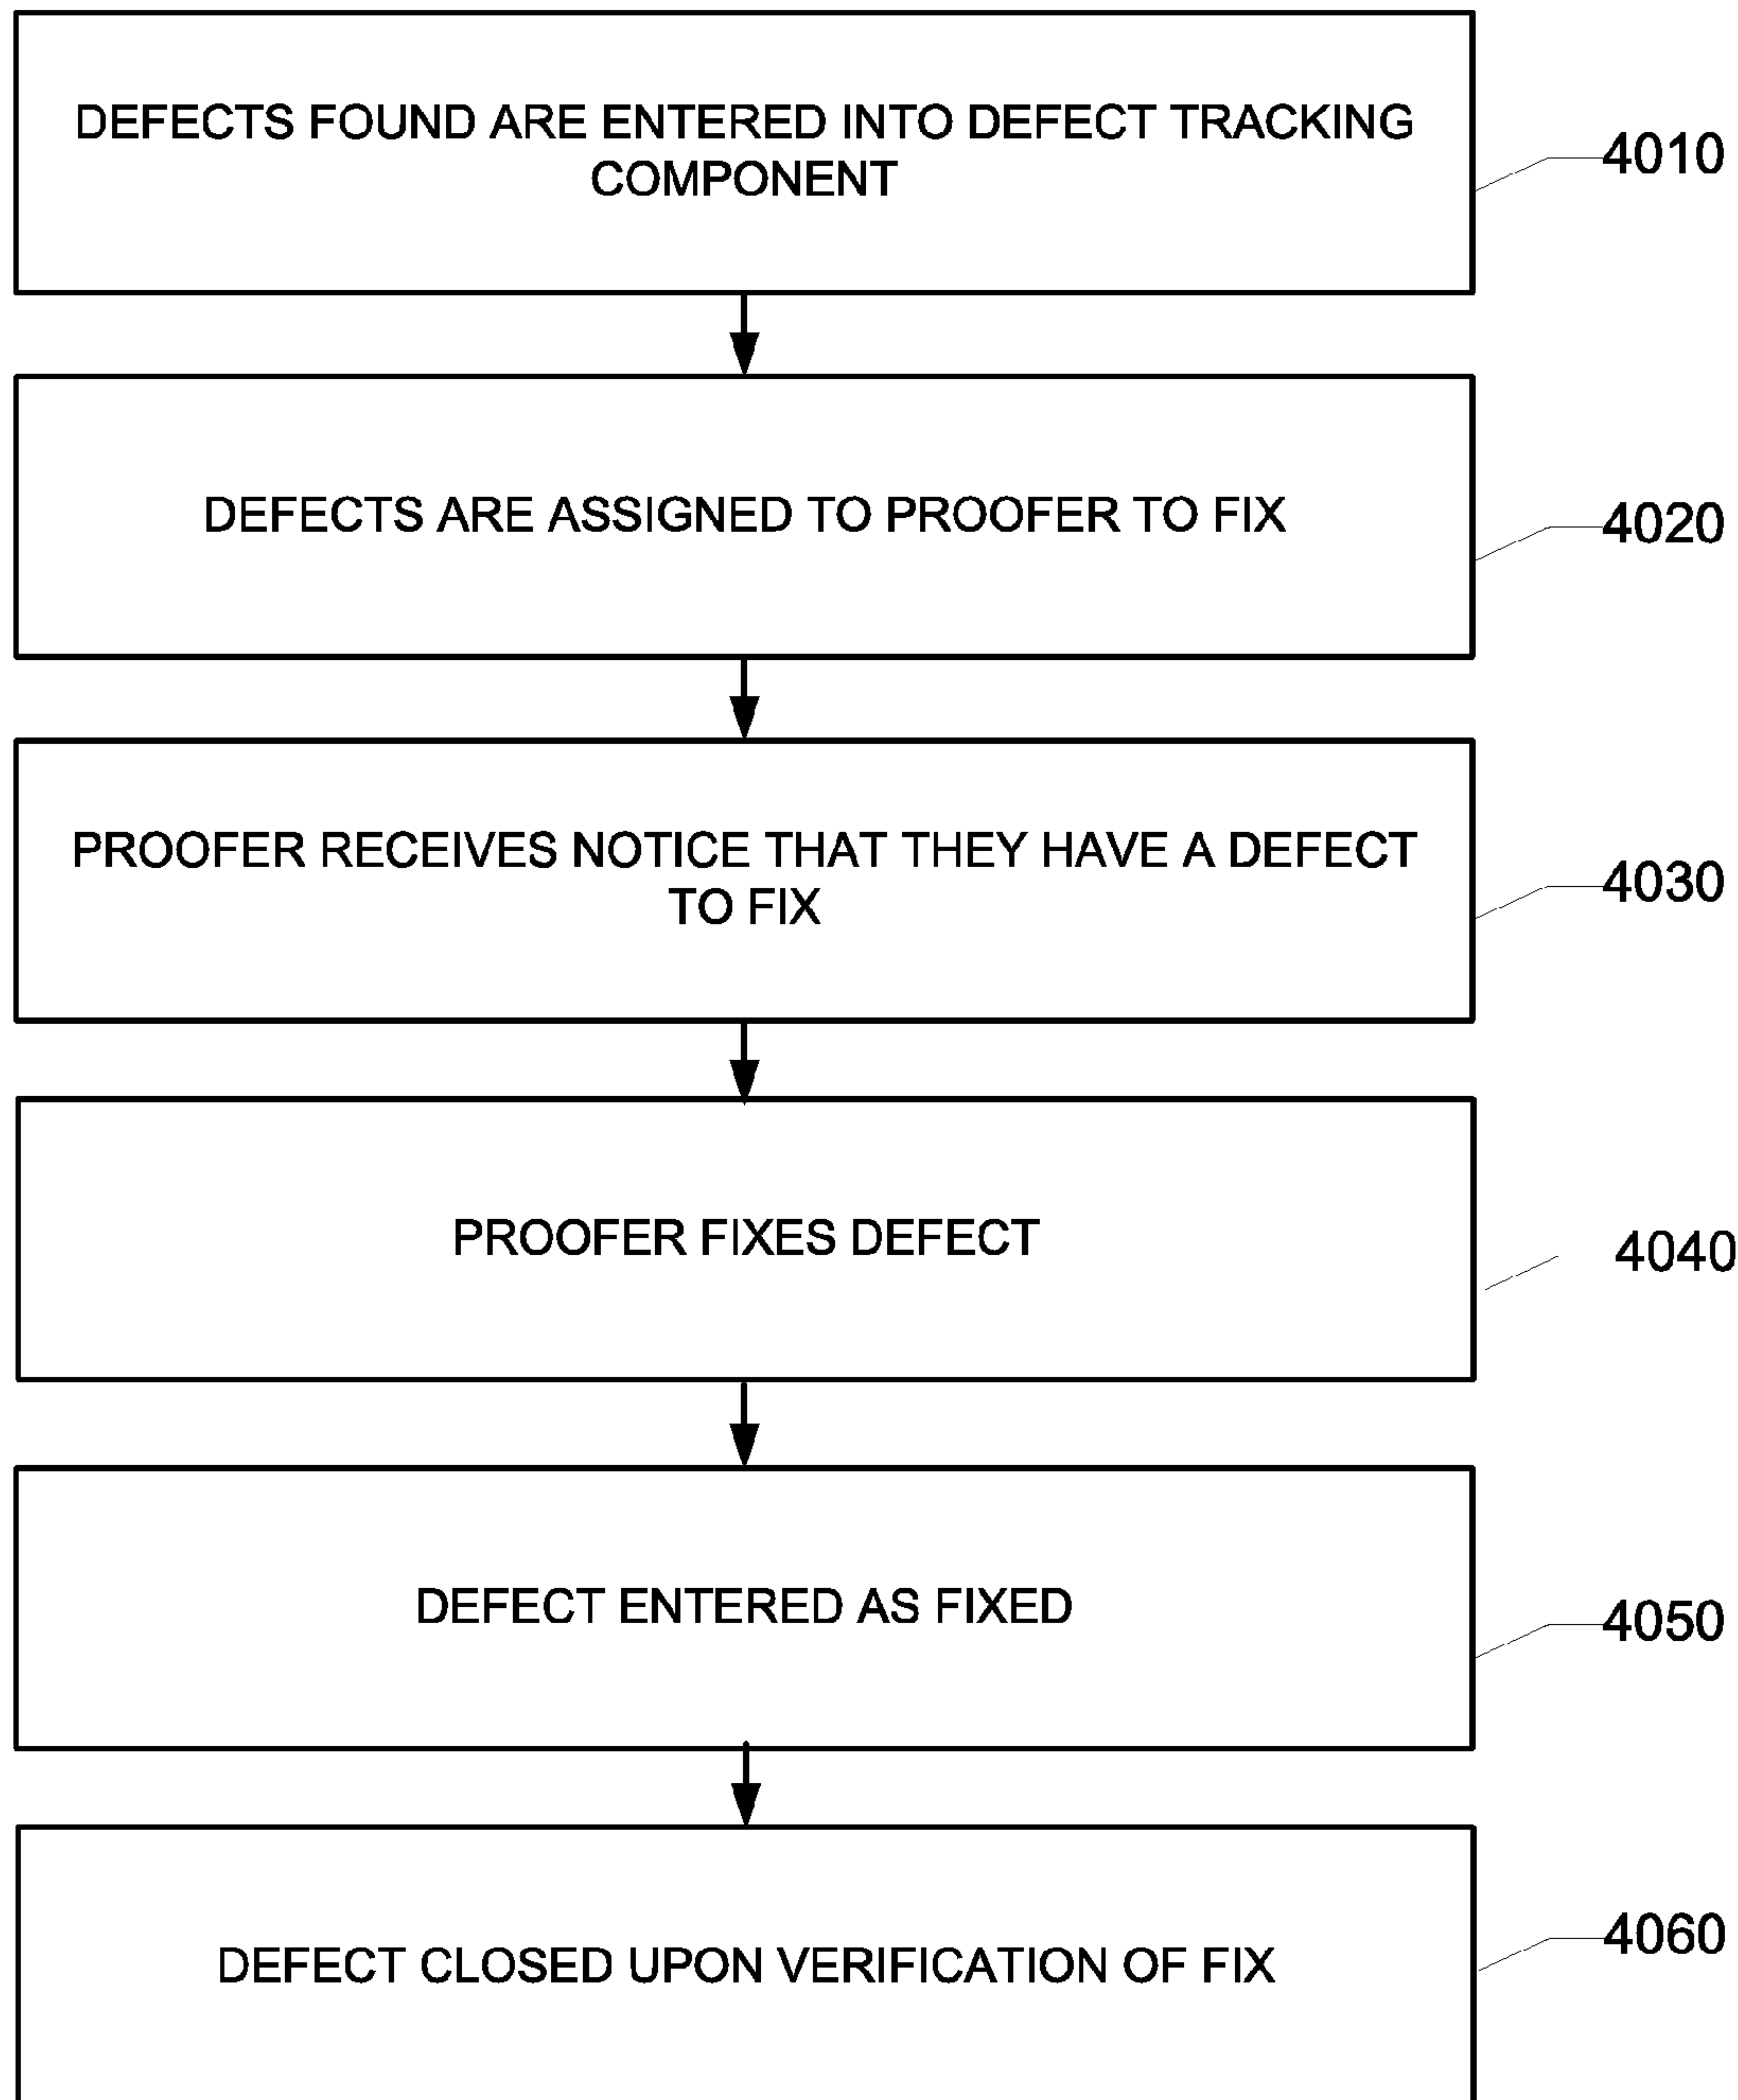 DEFECTS FOUND ARE ENTERED INTO DEFECT TRACKING
COMPONENT
4010
DEFECTS ARE ASSIGNED TO PROOFER TO FIX
4020
PROOFER RECEIVES NOTICE THAT THEY HAVE A DEFECT
TO FIX
4030
PROOFER FIXES DEFECT
4040
DEFECT ENTERED AS FIXED
4050
DEFECT CLOSED UPON VERIFICATION OF FIX
4060